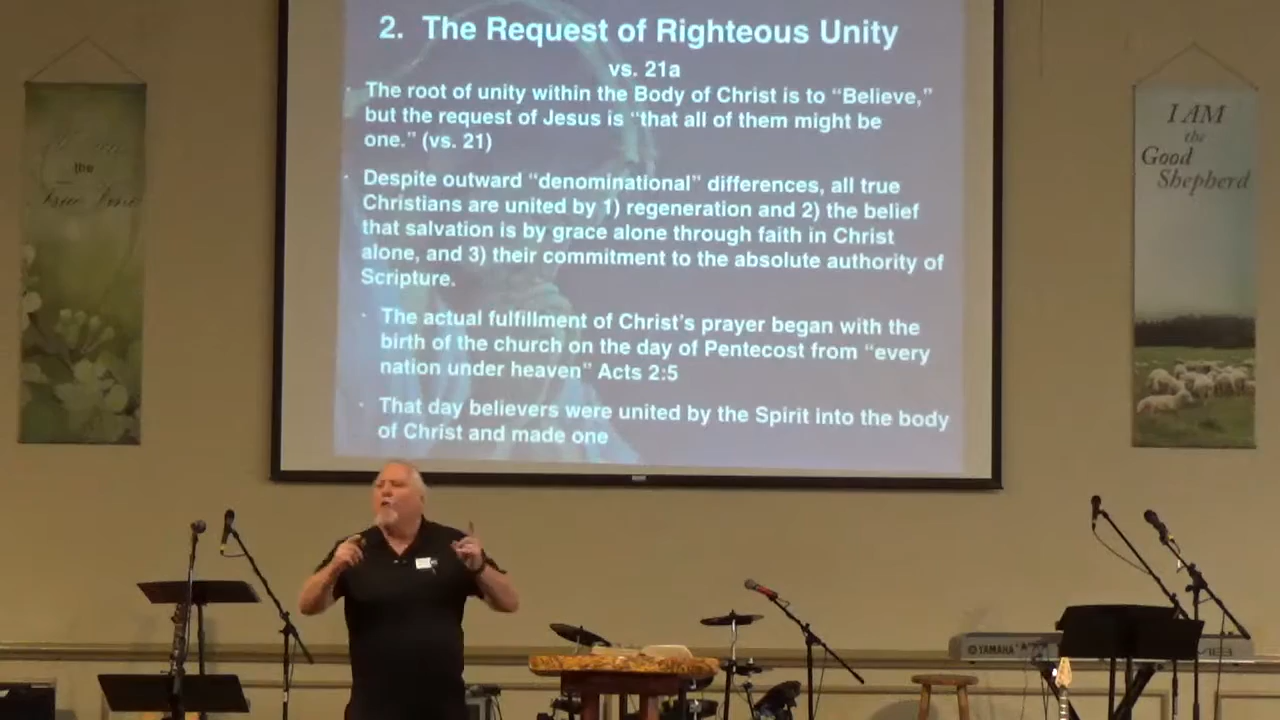 2. The Request of Righteous Unity
vs. 21a
· The root of unity within the Body of Christ is to “Believe,”
but the request of Jesus is “that all of them might be
one.” (vs. 21)
· Despite outward “denominational” differences, all true
Christians are united by 1) regeneration and 2) the belief
that salvation is by grace alone through faith in Christ
alone, and 3) their commitment to the absolute authority of
Scripture.
· The actual fulfillment of Christ’s prayer began with the
birth of the church on the day of Pentecost from “every
nation under heaven” Acts 2:5
· That day believers were united by the Spirit into the body
of Christ and made one
the
True Vine
I AM
the
Good
Shepherd
YAMAHA